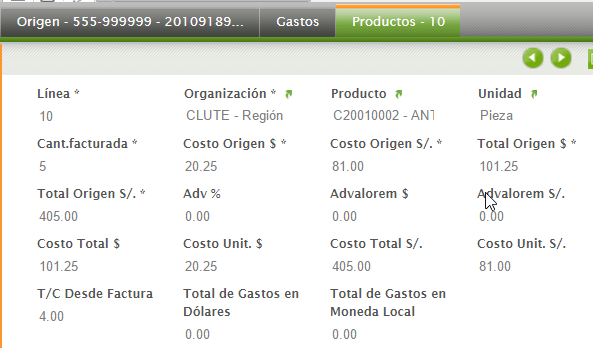 Origen - 555-999999 - 20109189... Gastos Productos - 10
Línea * Organización * Producto Unidad
10 CLUTE - Región C20010002 - ANT Pieza
Cant.facturada * Costo Origen $ * Costo Origen S/. * Total Origen $ *
5 20.25 81.00 101.25
Total Origen S/. * Adv % Advalorem $ Advalorem S/.
405.00 0.00 0.00 0.00
Costo Total $ Costo Unit. $ Costo Total S/. Costo Unit. S/.
101.25 20.25 405.00 81.00
T/C Desde Factura Total de Gastos en Total de Gastos en
4.00 Dólares Moneda Local
0.00 0.00